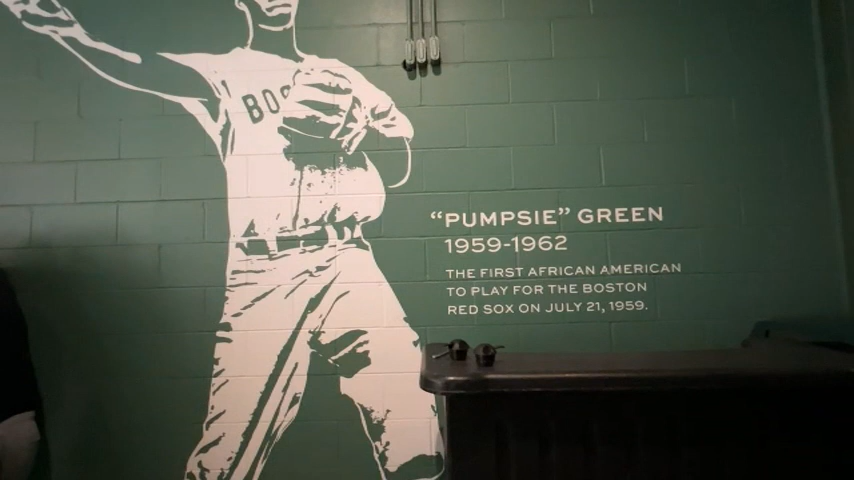 BOS
"PUMPSIE" GREEN
1959-1962
THE FIRST AFRICAN AMERICAN
TO PLAY FOR THE BOSTON
RED SOX ON JULY 21, 1959.